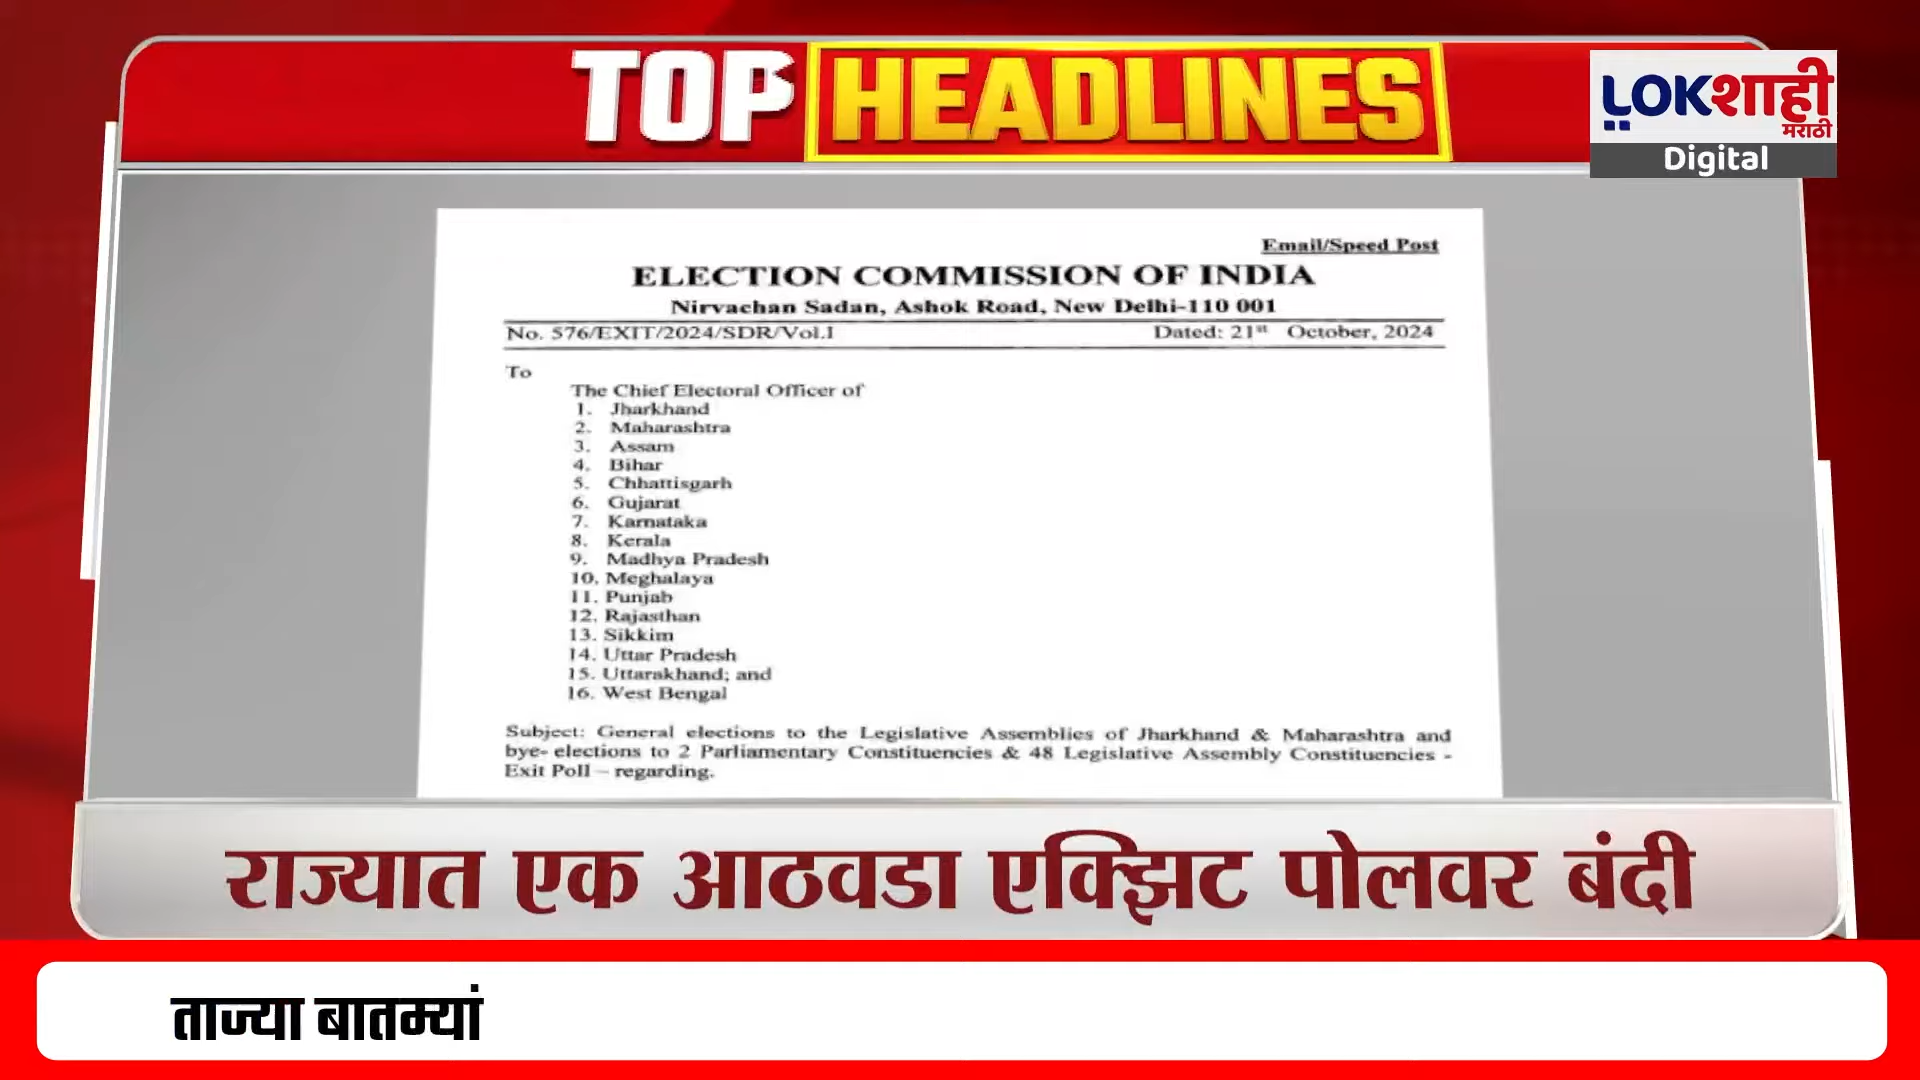 TOP HEADLINES
LOKशाही
मराठी
Digital
Email/Speed Post
ELECTION COMMISSION OF INDIA
Nirvachan Sadan, Ashok Road, New Delhi-110 001
No. 576/EXIT/2024/SDR/Vol.I Dated: 21st October, 2024
To
The Chief Electoral Officer of
1. Jharkhand
2. Maharashtra
3. Assam
4. Bihar
5. Chhattisgarh
6. Gujarat
7. Karnataka
8. Kerala
9. Madhya Pradesh
10. Meghalaya
11. Punjab
12. Rajasthan
13. Sikkim
14. Uttar Pradesh
15. Uttarakhand; and
16. West Bengal
Subject: General elections to the Legislative Assemblies of Jharkhand & Maharashtra and
bye- elections to 2 Parliamentary Constituencies & 48 Legislative Assembly Constituencies -
Exit Poll – regarding.
राज्यात एक आठवडा एक्झिट पोलवर बंदी
ताज्या बातम्यां